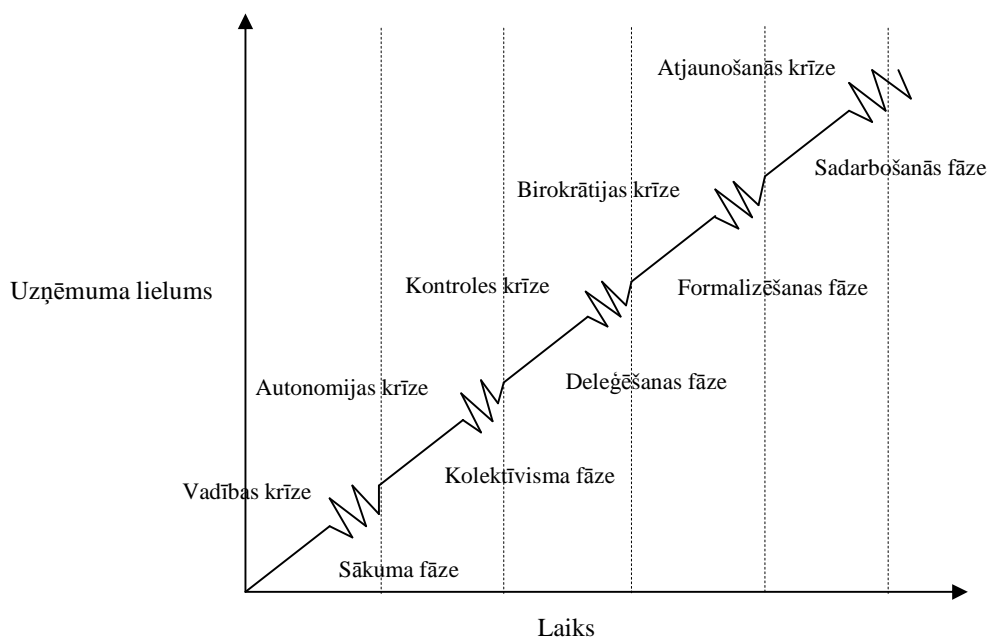 Atjaunošanās krīze
Sadarbošanās fāze
Birokrātijas krīze
Kontroles krīze
Formalizēšanas fāze
Uzņēmuma lielums
Autonomijas krīze
Deleģēšanas fāze
Vadības krīze
Kolektīvisma fāze
Sākuma fāze
Laiks